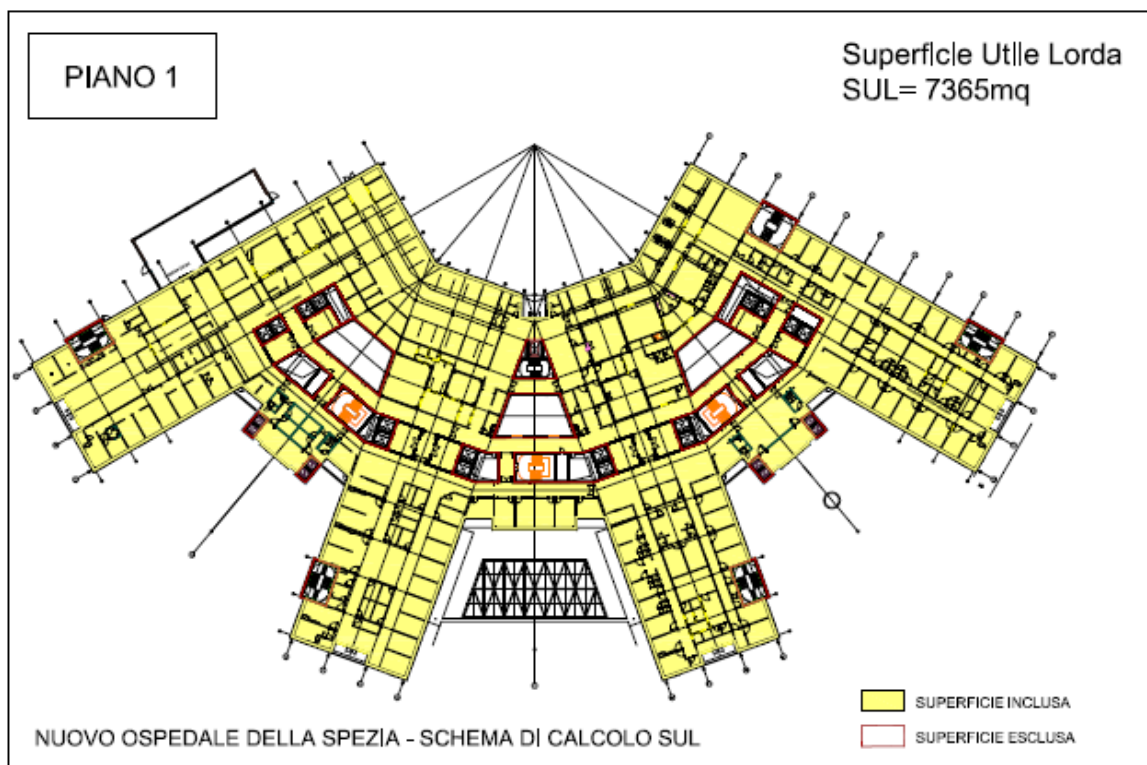 PIANO 1
Superficie Utile Lorda
SUL= 7365mq
SUPERFICIE INCLUSA
SUPERFICIE ESCLUSA
NUOVO OSPEDALE DELLA SPEZIA - SCHEMA DI CALCOLO SUL